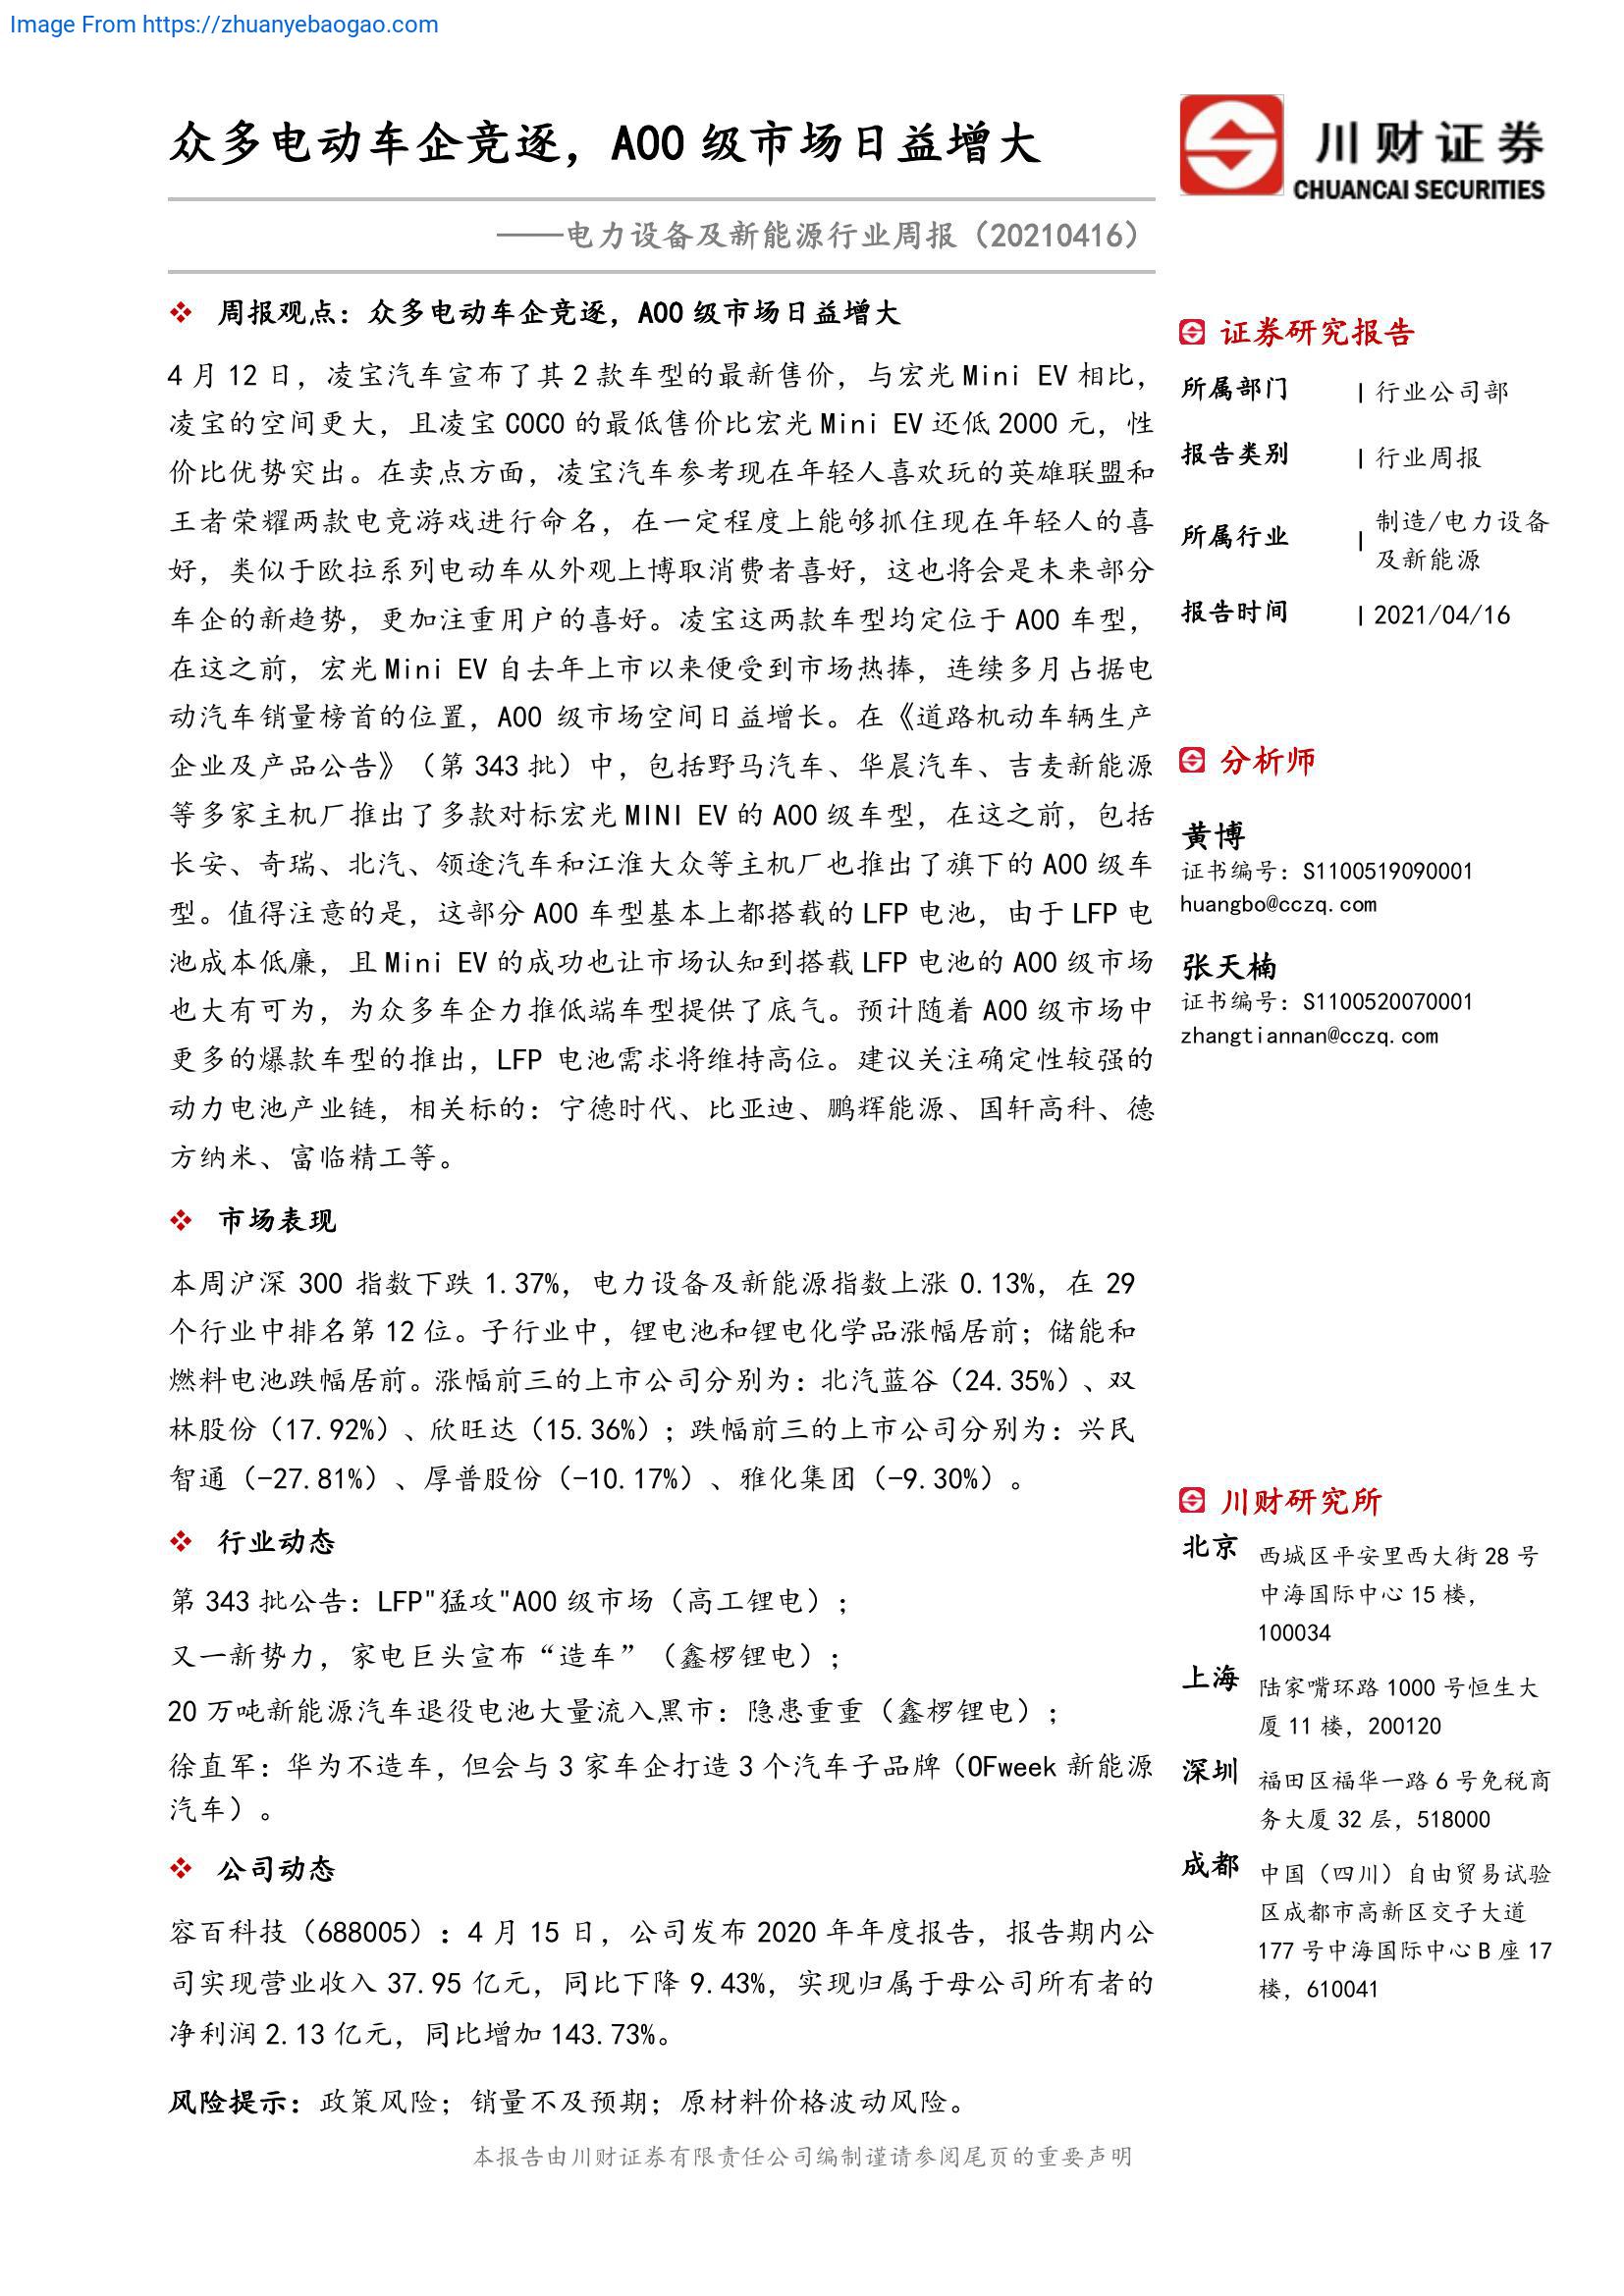 Image From https://zhuanyebaogao.com
众多电动车企竞逐，A00 级市场日益增大
——电力设备及新能源行业周报（20210416）
川财证券
CHUANCAI SECURITIES
❖ 周报观点：众多电动车企竞逐，A00 级市场日益增大
4 月 12 日，凌宝汽车宣布了其 2 款车型的最新售价，与宏光 Mini EV 相比，
凌宝的空间更大，且凌宝 COCO 的最低售价比宏光 Mini EV 还低 2000 元，性
价比优势突出。在卖点方面，凌宝汽车参考现在年轻人喜欢玩的英雄联盟和
王者荣耀两款电竞游戏进行命名，在一定程度上能够抓住现在年轻人的喜
好，类似于欧拉系列电动车从外观上博取消费者喜好，这也将会是未来部分
车企的新趋势，更加注重用户的喜好。凌宝这两款车型均定位于 A00 车型，
在这之前，宏光 Mini EV 自去年上市以来便受到市场热捧，连续多月占据电
动汽车销量榜首的位置，A00 级市场空间日益增长。在《道路机动车辆生产
企业及产品公告》（第 343 批）中，包括野马汽车、华晨汽车、吉麦新能源
等多家主机厂推出了多款对标宏光 MINI EV 的 A00 级车型，在这之前，包括
长安、奇瑞、北汽、领途汽车和江淮大众等主机厂也推出了旗下的 A00 级车
型。值得注意的是，这部分 A00 车型基本上都搭载的 LFP 电池，由于 LFP 电
池成本低廉，且 Mini EV 的成功也让市场认知到搭载 LFP 电池的 A00 级市场
也大有可为，为众多车企力推低端车型提供了底气。预计随着 A00 级市场中
更多的爆款车型的推出，LFP 电池需求将维持高位。建议关注确定性较强的
动力电池产业链，相关标的：宁德时代、比亚迪、鹏辉能源、国轩高科、德
方纳米、富临精工等。
❖ 市场表现
本周沪深 300 指数下跌 1.37%，电力设备及新能源指数上涨 0.13%，在 29
个行业中排名第 12 位。子行业中，锂电池和锂电化学品涨幅居前；储能和
燃料电池跌幅居前。涨幅前三的上市公司分别为：北汽蓝谷（24.35%）、双
林股份（17.92%）、欣旺达（15.36%）；跌幅前三的上市公司分别为：兴民
智通（-27.81%）、厚普股份（-10.17%）、雅化集团（-9.30%）。
❖ 行业动态
第 343 批公告：LFP"猛攻"A00 级市场（高工锂电）；
又一新势力，家电巨头宣布“造车”（鑫椤锂电）；
20 万吨新能源汽车退役电池大量流入黑市：隐患重重（鑫椤锂电）；
徐直军：华为不造车，但会与 3 家车企打造 3 个汽车子品牌（OFweek 新能源
汽车）。
❖ 公司动态
容百科技（688005）：4 月 15 日，公司发布 2020 年年度报告，报告期内公
司实现营业收入 37.95 亿元，同比下降 9.43%，实现归属于母公司所有者的
净利润 2.13 亿元，同比增加 143.73%。
风险提示：政策风险；销量不及预期；原材料价格波动风险。
证券研究报告
所属部门 | 行业公司部
报告类别 | 行业周报
所属行业 | 制造/电力设备
及新能源
报告时间 | 2021/04/16
分析师
黄博
证书编号：S1100519090001
huangbo@cczq.com
张天楠
证书编号：S1100520070001
zhangtiannan@cczq.com
川财研究所
北京 西城区平安里西大街 28 号
中海国际中心 15 楼，
100034
上海 陆家嘴环路 1000 号恒生大
厦 11 楼，200120
深圳 福田区福华一路 6 号免税商
务大厦 32 层，518000
成都 中国（四川）自由贸易试验
区成都市高新区交子大道
177 号中海国际中心 B 座 17
楼，610041
本报告由川财证券有限责任公司编制谨请参阅尾页的重要声明